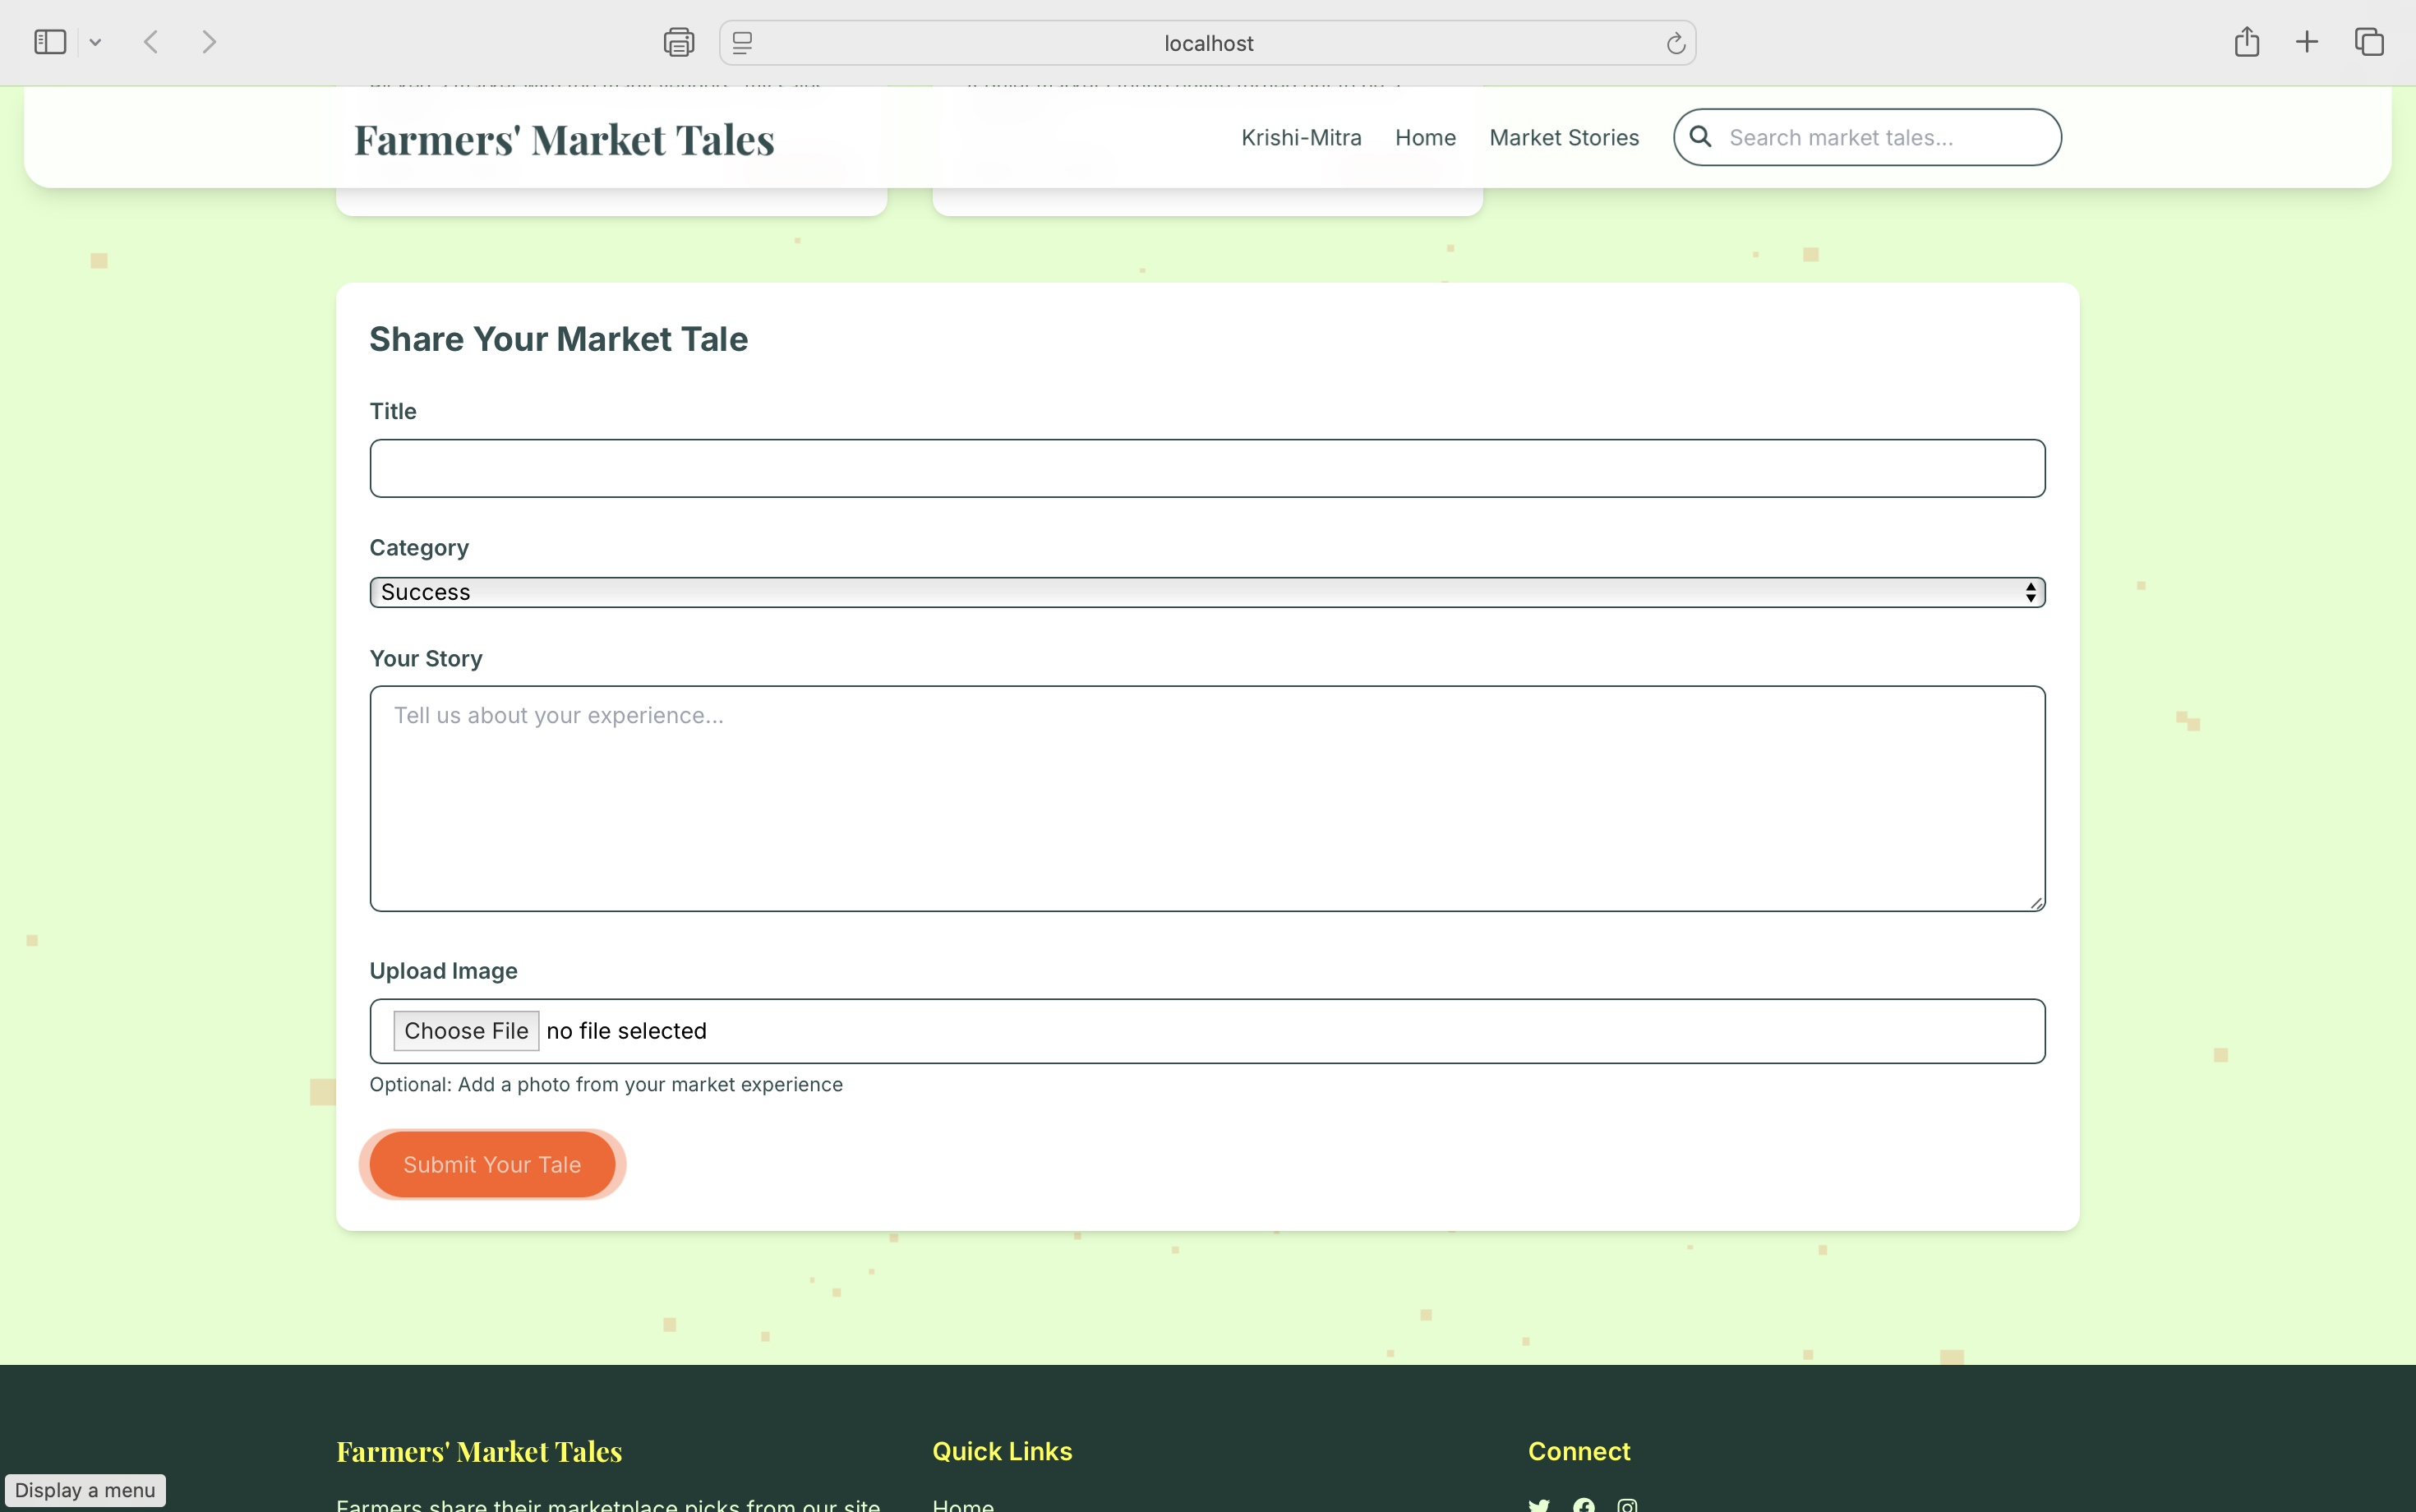 localhost
Farmers' Market Tales
Krishi-Mitra Home Market Stories Search market tales...
Share Your Market Tale
Title
Category
Success
Your Story
Tell us about your experience...
Upload Image
Choose File no file selected
Optional: Add a photo from your market experience
Submit Your Tale
Farmers' Market Tales
Quick Links
Connect
Display a menu
Farmers share their marketplace picks from our site
Home